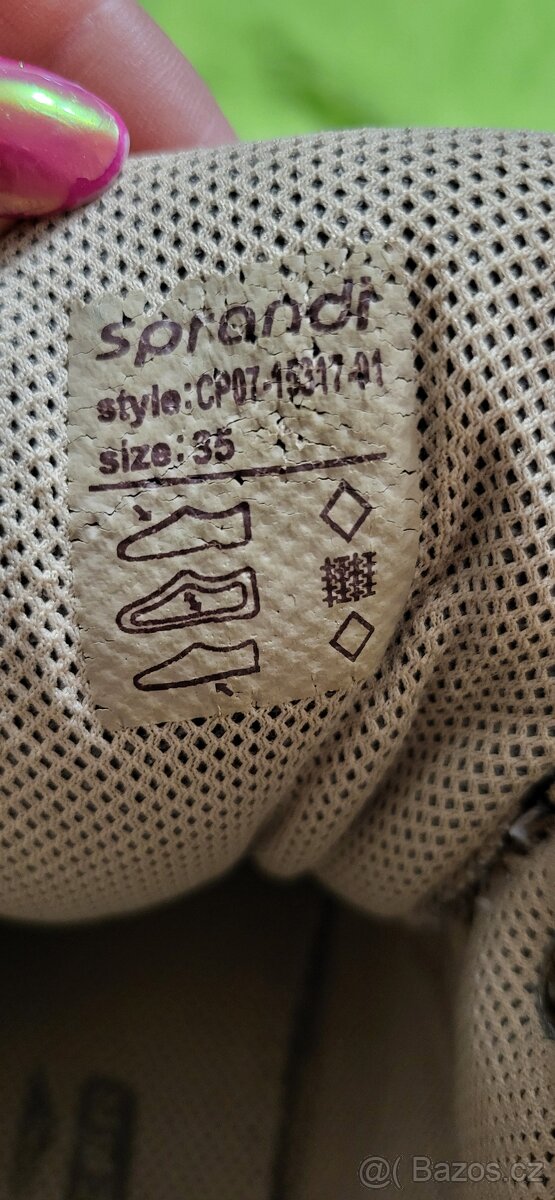 sprandi
style: CP07-15317-01
size: 35
@( Bazos.cz